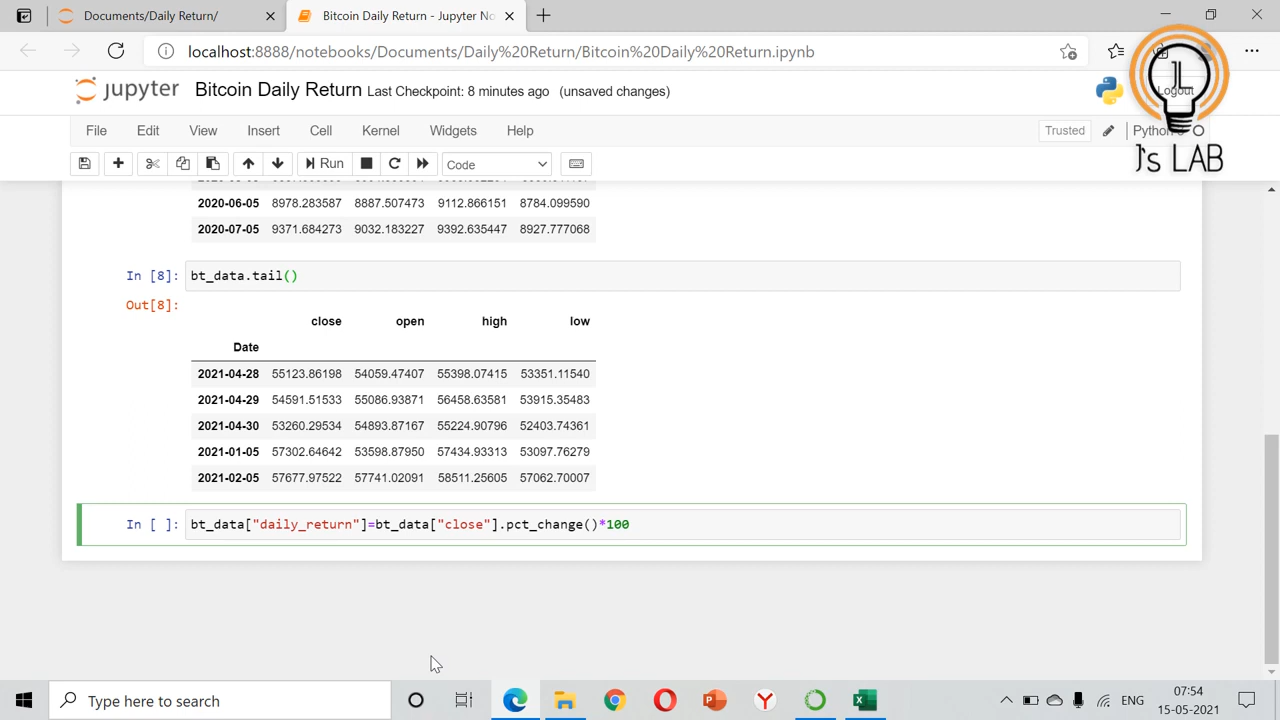 Documents/Daily Return/
Bitcoin Daily Return - Jupyter No
localhost:8888/notebooks/Documents/Daily%20Return/Bitcoin%20Daily%20Return.ipynb
jupyter Bitcoin Daily Return Last Checkpoint: 8 minutes ago (unsaved changes)
Logout
File Edit View Insert Cell Kernel Widgets Help
Trusted
Python
J's LAB
Run
Code
2020-06-05 8978.283587 8887.507473 9112.866151 8784.099590
2020-07-05 9371.684273 9032.183227 9392.635447 8927.777068
In [8]: bt_data.tail()
Out[8]:
close open high low
Date
2021-04-28 55123.86198 54059.47407 55398.07415 53351.11540
2021-04-29 54591.51533 55086.93871 56458.63581 53915.35483
2021-04-30 53260.29534 54893.87167 55224.90796 52403.74361
2021-01-05 57302.64642 53598.87950 57434.93313 53097.76279
2021-02-05 57677.97522 57741.02091 58511.25605 57062.70007
In [ ]: bt_data["daily_return"]=bt_data["close"].pct_change()*100
Type here to search
ENG
07:54
15-05-2021